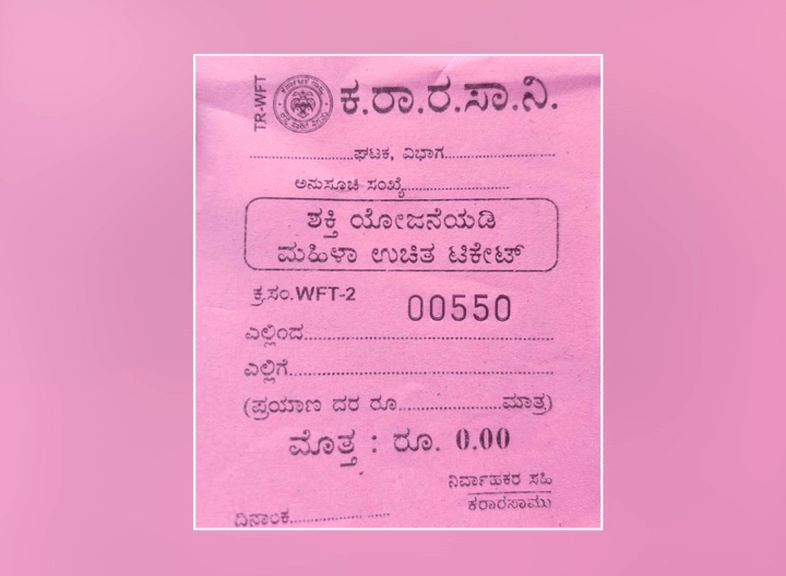 TR-WFT
ಕ.ರಾ.ರ.ಸಾ.ನಿ.
.........................ಘಟಕ, ವಿಭಾಗ...........................
ಅನುಸೂಚಿ ಸಂಖ್ಯೆ..........................
ಶಕ್ತಿ ಯೋಜನೆಯಡಿ
ಮಹಿಳಾ ಉಚಿತ ಟಿಕೇಟ್
ಕ್ರ.ಸಂ.WFT-2 00550
ಎಲ್ಲಿಂದ..............................................................
ಎಲ್ಲಿಗೆ..................................................................
(ಪ್ರಯಾಣ ದರ ರೂ..........................ಮಾತ್ರ)
ಮೊತ್ತ : ರೂ. 0.00
ನಿರ್ವಾಹಕರ ಸಹಿ
ಕರಾರಸಾಮು
ದಿನಾಂಕ.........................